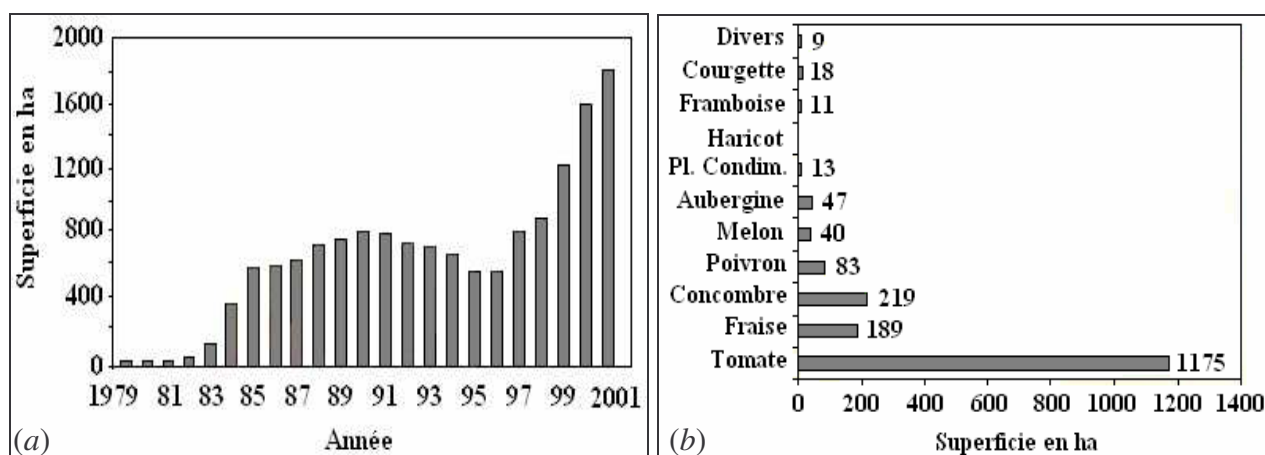 2000
1600
1200
800
400
0
Superficie en ha
1979 81 83 85 87 89 91 93 95 97 99 2001
Année
(a)
Divers 9
Courgette 18
Framboise 11
Haricot
Pl. Condim. 13
Aubergine 47
Melon 40
Poivron 83
Concombre 219
Fraise 189
Tomate 1175
0 200 400 600 800 1000 1200 1400
Superficie en ha
(b)